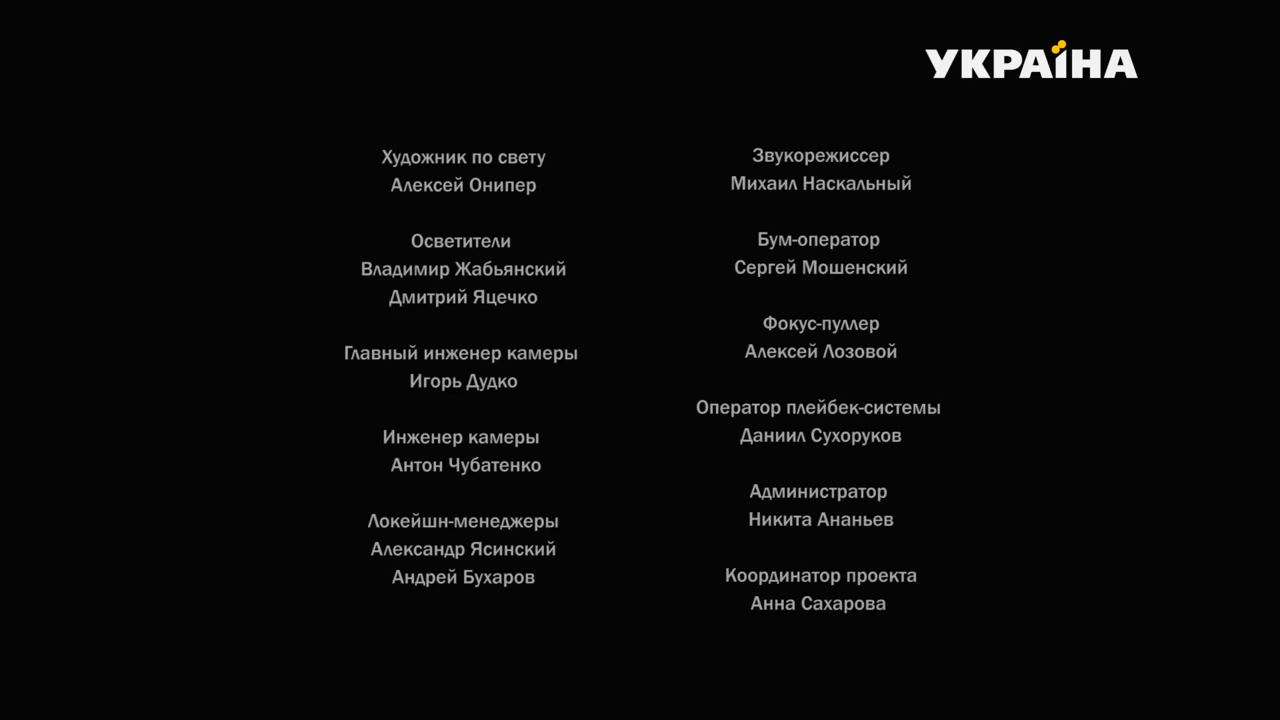 УКРАЇНА
Художник по свету
Алексей Онипер
Осветители
Владимир Жабьянский
Дмитрий Яцечко
Главный инженер камеры
Игорь Дудко
Инженер камеры
Антон Чубатенко
Локейшн-менеджеры
Александр Ясинский
Андрей Бухаров
Звукорежиссер
Михаил Наскальный
Бум-оператор
Сергей Мошенский
Фокус-пуллер
Алексей Лозовой
Оператор плейбек-системы
Даниил Сухоруков
Администратор
Никита Ананьев
Координатор проекта
Анна Сахарова